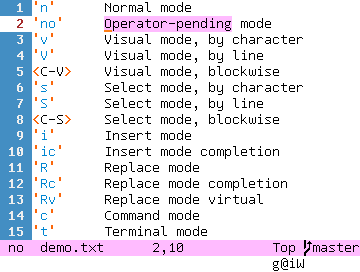 1 'n' Normal mode
2 'no' Operator-pending mode
3 'v' Visual mode, by character
4 'V' Visual mode, by line
5 <C-V> Visual mode, blockwise
6 's' Select mode, by character
7 'S' Select mode, by line
8 <C-S> Select mode, blockwise
9 'i' Insert mode
10 'ic' Insert mode completion
11 'R' Replace mode
12 'Rc' Replace mode completion
13 'Rv' Replace mode virtual
14 'c' Command mode
15 't' Terminal mode
no demo.txt 2,10 Top master
g@iW